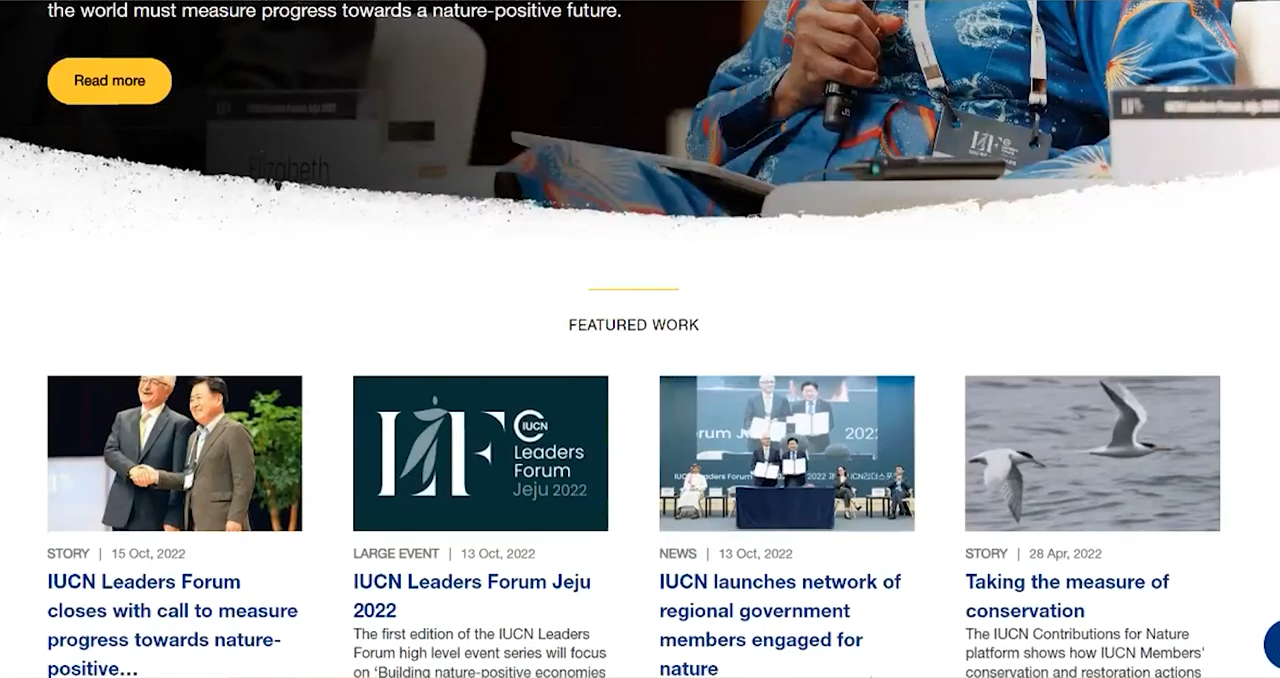 the world must measure progress towards a nature-positive future.
Read more
Elizabeth
FEATURED WORK
IUCN
Leaders
Forum
Jeju 2022
STORY | 15 Oct, 2022
IUCN Leaders Forum
closes with call to measure
progress towards nature-
positive...
LARGE EVENT | 13 Oct, 2022
IUCN Leaders Forum Jeju
2022
The first edition of the IUCN Leaders
Forum high level event series will focus
on ‘Building nature-positive economies
NEWS | 13 Oct, 2022
IUCN launches network of
regional government
members engaged for
nature
STORY | 28 Apr, 2022
Taking the measure of
conservation
The IUCN Contributions for Nature
platform shows how IUCN Members'
conservation and restoration actions